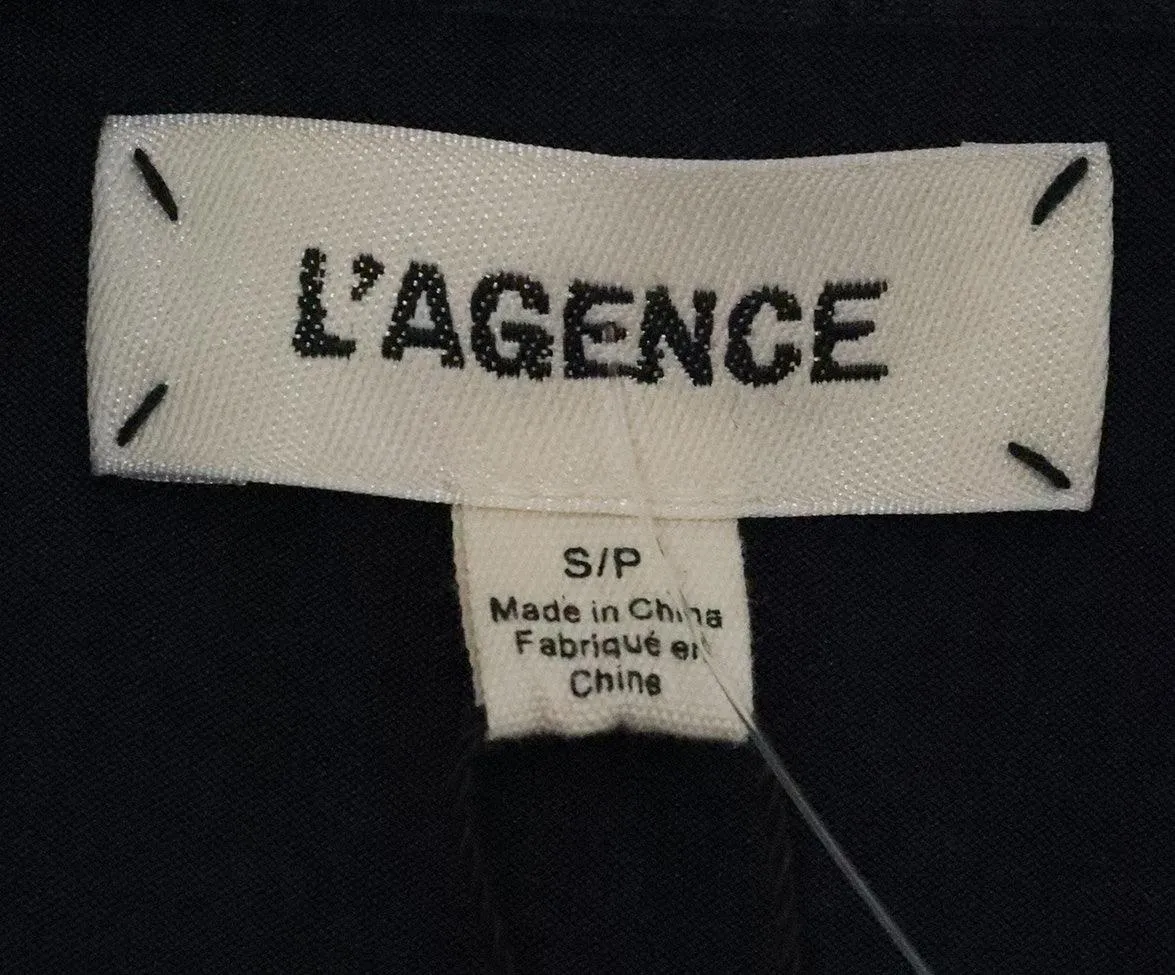 L'AGENCE
S/P
Made in China
Fabriqué en
Chine